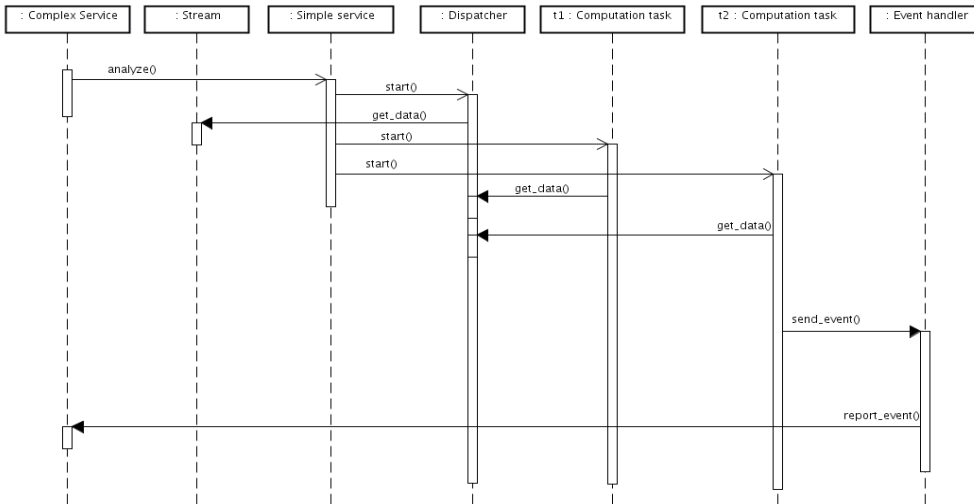 : Complex Service
: Stream
: Simple service
: Dispatcher
t1 : Computation task
t2 : Computation task
: Event handler
analyze()
start()
get_data()
start()
start()
get_data()
get_data()
send_event()
report_event()